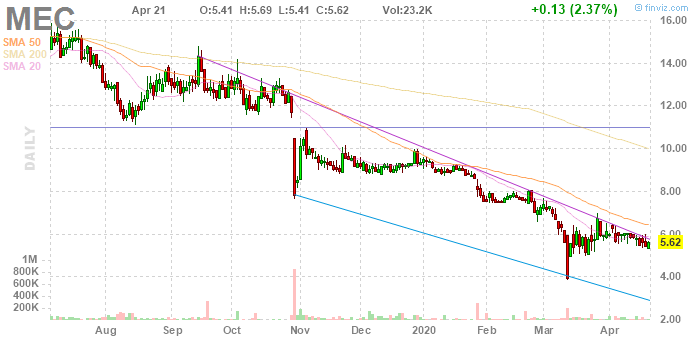 MEC
Apr 21
O:5.41 H:5.69 L:5.41 C:5.62 Vol:23.2K
+0.13 (2.37%)
© finviz.com
SMA 50
SMA 200
SMA 20
DAILY
16.00
14.00
12.00
10.00
8.00
6.00
5.62
4.00
2.00
1M
800K
600K
400K
200K
Aug Sep Oct Nov Dec 2020 Feb Mar Apr